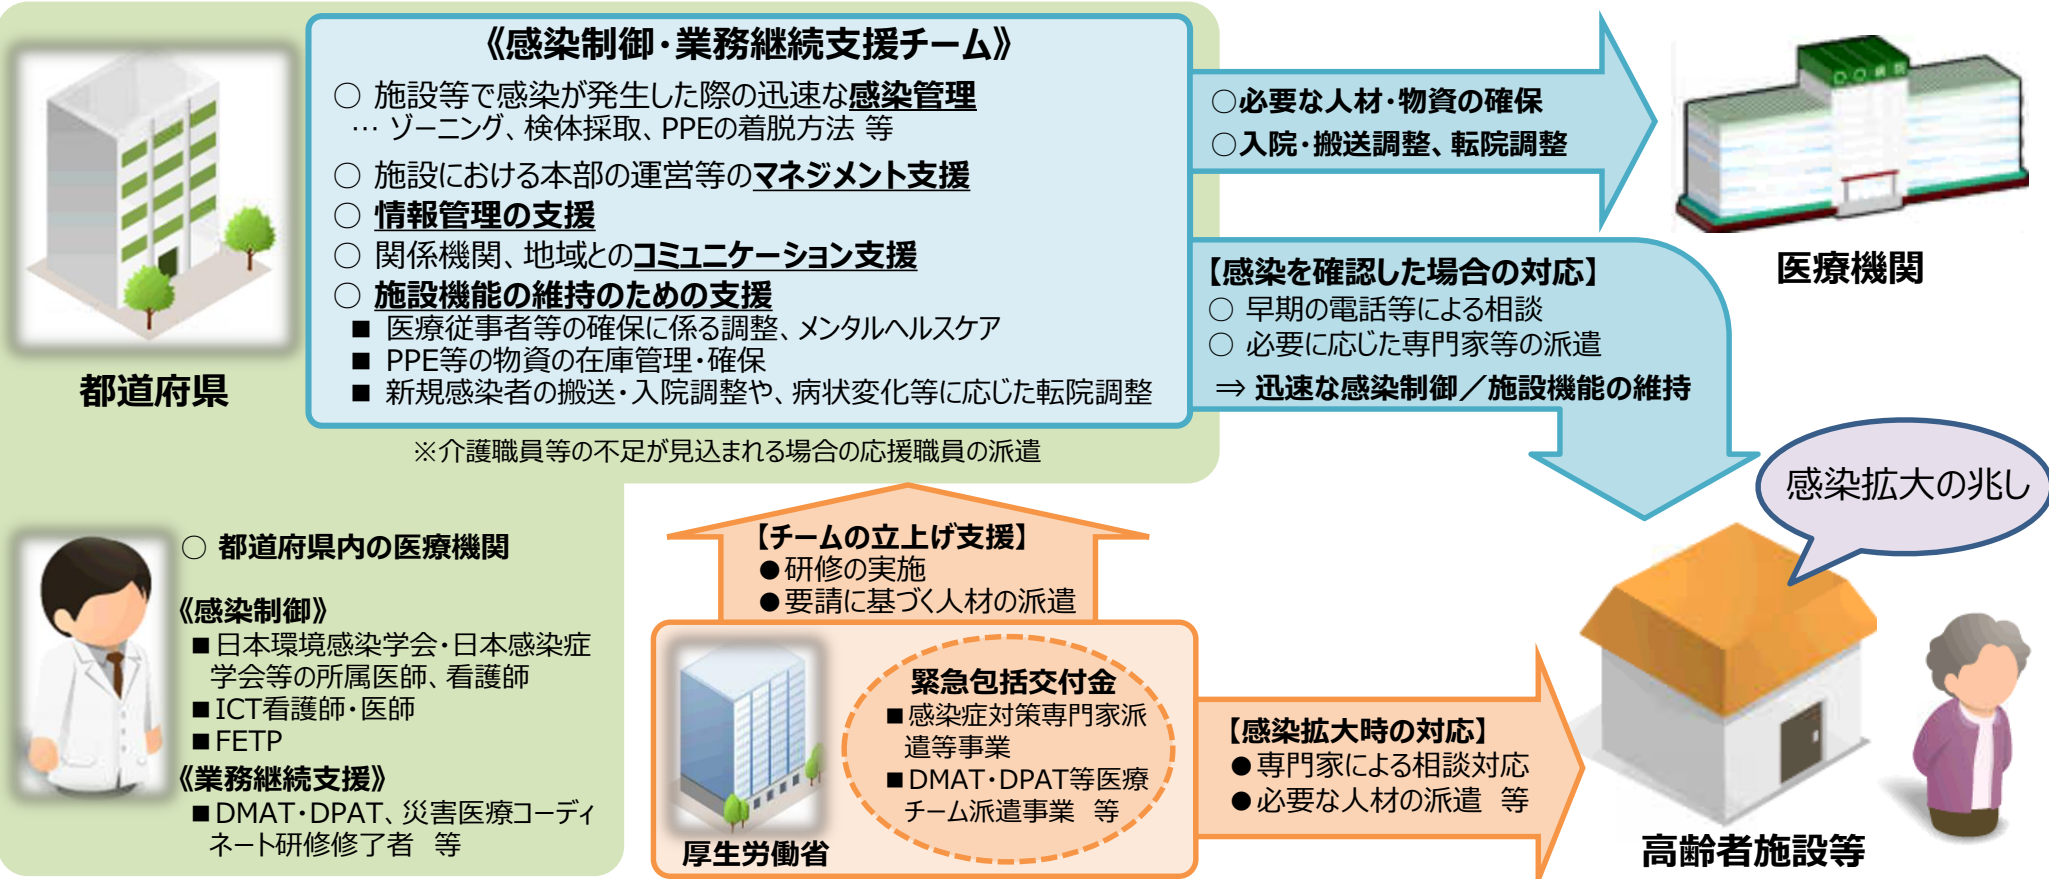 《感染制御・業務継続支援チーム》
○ 施設等で感染が発生した際の迅速な感染管理
… ゾーニング、検体採取、PPEの着脱方法 等
○ 施設における本部の運営等のマネジメント支援
○ 情報管理の支援
○ 関係機関、地域とのコミュニケーション支援
○ 施設機能の維持のための支援
■ 医療従事者等の確保に係る調整、メンタルヘルスケア
■ PPE等の物資の在庫管理・確保
■ 新規感染者の搬送・入院調整や、病状変化等に応じた転院調整
※介護職員等の不足が見込まれる場合の応援職員の派遣
都道府県
○必要な人材・物資の確保
○入院・搬送調整、転院調整
○○病院
医療機関
【感染を確認した場合の対応】
○ 早期の電話等による相談
○ 必要に応じた専門家等の派遣
⇒ 迅速な感染制御／施設機能の維持
感染拡大の兆し
○ 都道府県内の医療機関
《感染制御》
■日本環境感染学会・日本感染症
学会等の所属医師、看護師
■ICT看護師・医師
■FETP
《業務継続支援》
■DMAT・DPAT、災害医療コーディ
ネート研修修了者 等
【チームの立上げ支援】
●研修の実施
●要請に基づく人材の派遣
緊急包括交付金
■感染症対策専門家派
遣等事業
■DMAT・DPAT等医療
チーム派遣事業 等
厚生労働省
【感染拡大時の対応】
●専門家による相談対応
●必要な人材の派遣 等
高齢者施設等